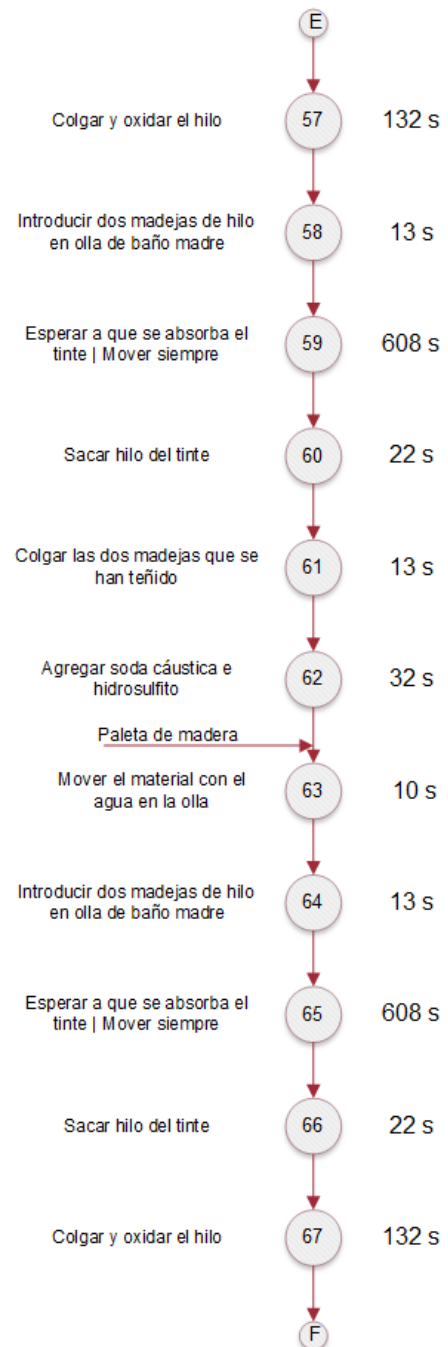 E
Colgar y oxidar el hilo
57
132 s
Introducir dos madejas de hilo
en olla de baño madre
58
13 s
Esperar a que se absorba el
tinte | Mover siempre
59
608 s
Sacar hilo del tinte
60
22 s
Colgar las dos madejas que se
han teñido
61
13 s
Agregar soda cáustica e
hidrosulfito
62
32 s
Paleta de madera
Mover el material con el
agua en la olla
63
10 s
Introducir dos madejas de hilo
en olla de baño madre
64
13 s
Esperar a que se absorba el
tinte | Mover siempre
65
608 s
Sacar hilo del tinte
66
22 s
Colgar y oxidar el hilo
67
132 s
F